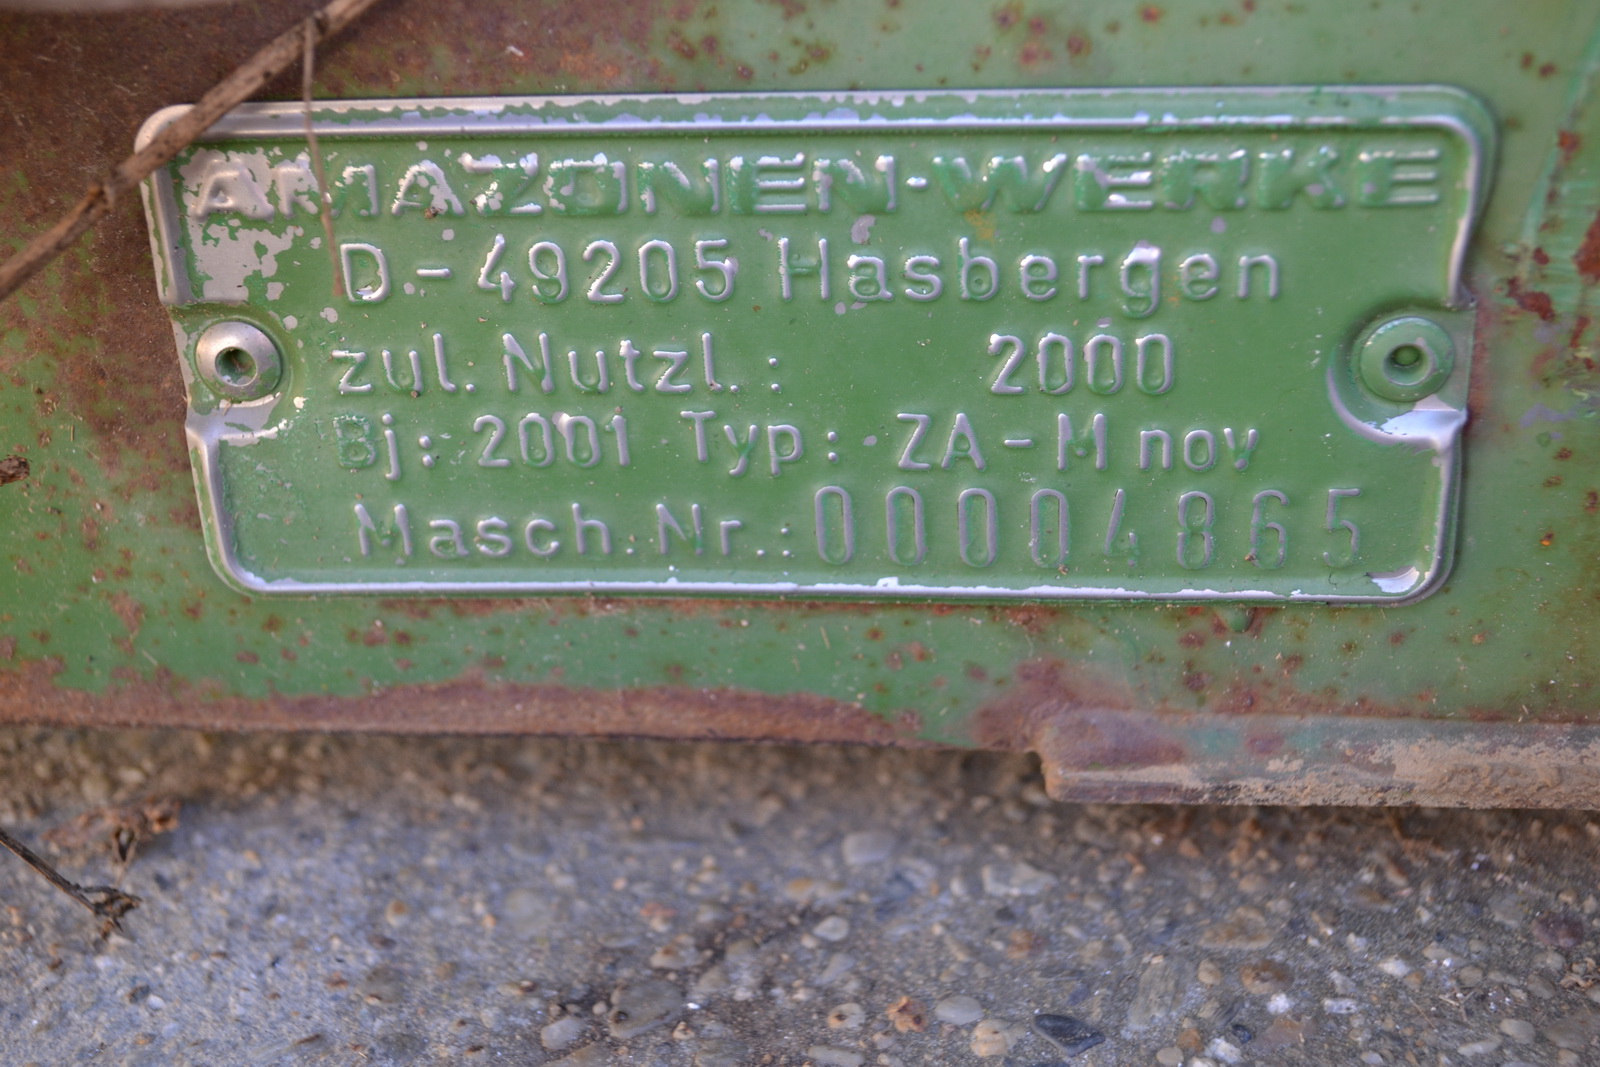 AMAZONEN-WERKE
D-49205 Hasbergen
zul. Nutzl.: 2000
Bj: 2001 Typ: ZA-M nov
Masch.Nr.: 00004865